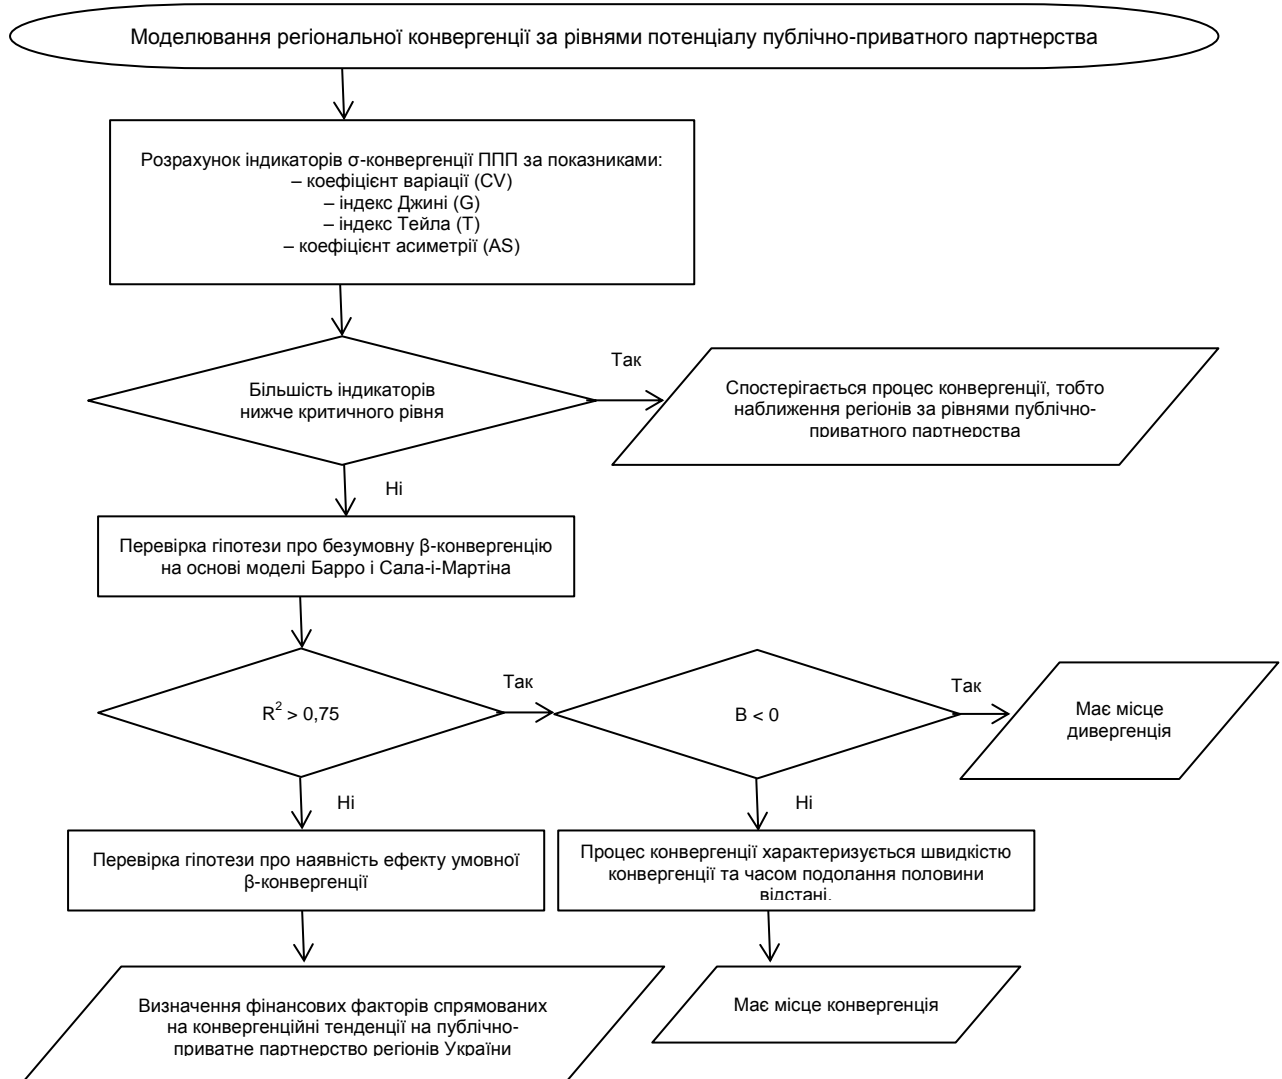 Моделювання регіональної конвергенції за рівнями потенціалу публічно-приватного партнерства
Розрахунок індикаторів σ-конвергенції ППП за показниками:
– коефіцієнт варіації (CV)
– індекс Джині (G)
– індекс Тейла (T)
– коефіцієнт асиметрії (AS)
Більшість індикаторів
нижче критичного рівня
Так
Спостерігається процес конвергенції, тобто
наближення регіонів за рівнями публічно-
приватного партнерства
Ні
Перевірка гіпотези про безумовну β-конвергенцію
на основі моделі Барро і Сала-і-Мартіна
R² > 0,75
Так
B < 0
Так
Має місце
дивергенція
Ні
Ні
Перевірка гіпотези про наявність ефекту умовної
β-конвергенції
Процес конвергенції характеризується швидкістю
конвергенції та часом подолання половини
відстані.
Визначення фінансових факторів спрямованих
на конвергенційні тенденції на публічно-
приватне партнерство регіонів України
Має місце конвергенція